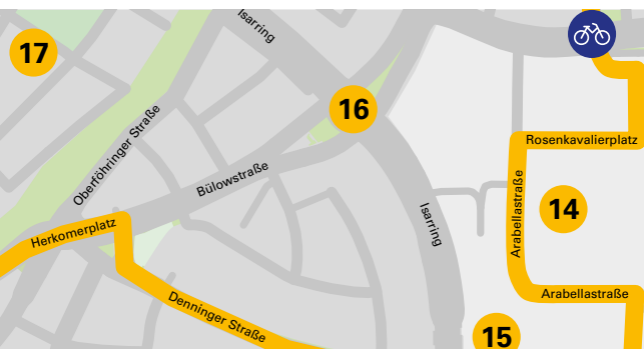 Isarring
17
16
Oberföhringer Straße
Bülowstraße
Rosenkavalierplatz
Arabellastraße
14
Isarring
Herkomerplatz
Arabellastraße
Denninger Straße
15